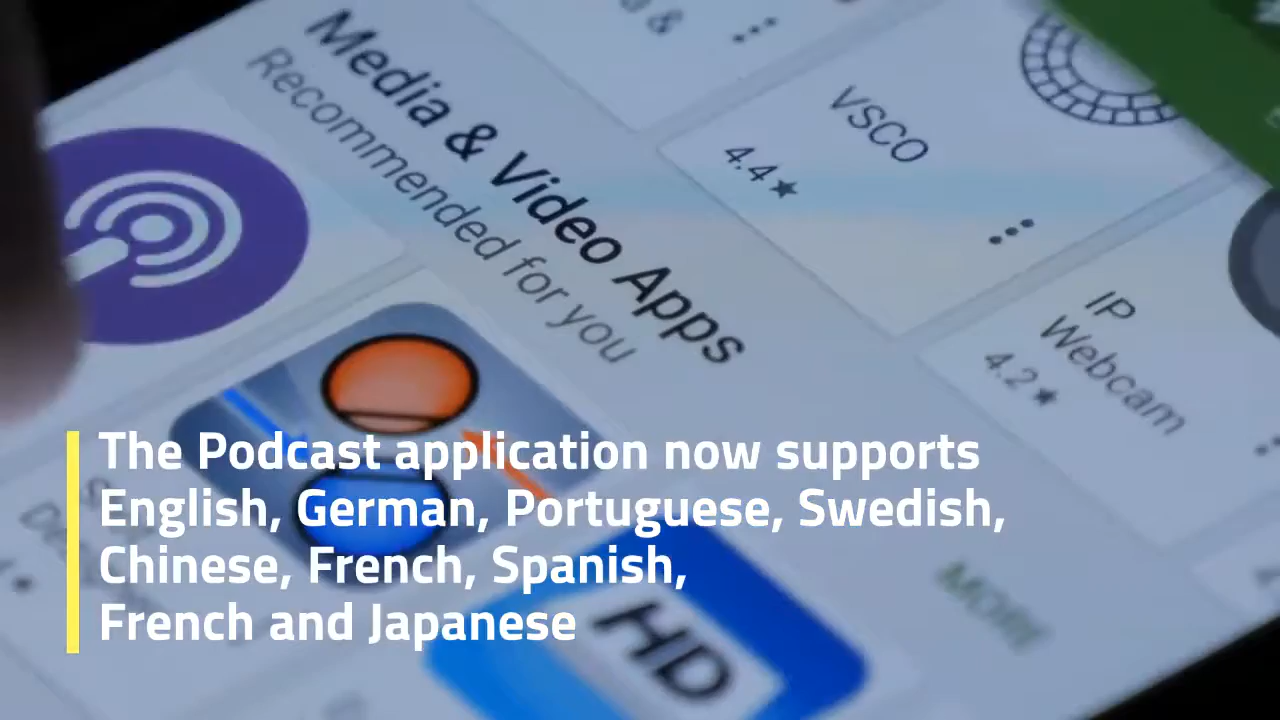 Media & Video Apps
Recommended for you
VSCO
4.4★
IP
Webcam
4.2★
MORE
HD
The Podcast application now supports
English, German, Portuguese, Swedish,
Chinese, French, Spanish,
French and Japanese